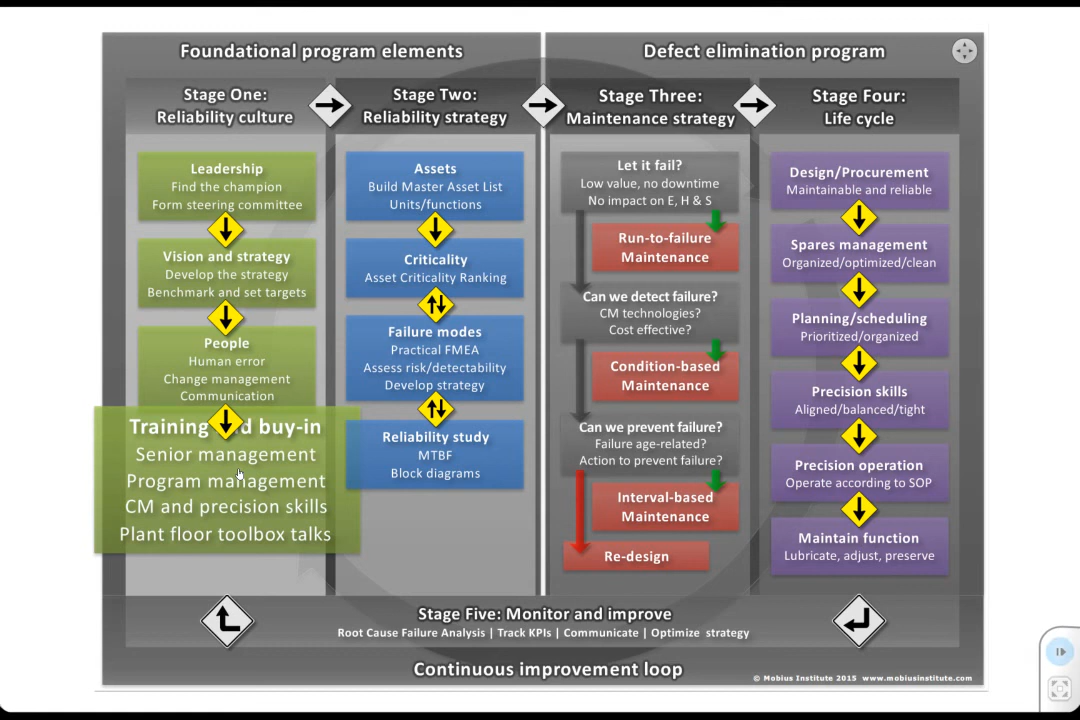 Foundational program elements
Defect elimination program
Stage One:
Reliability culture
Stage Two:
Reliability strategy
Stage Three:
Maintenance strategy
Stage Four:
Life cycle
Leadership
Find the champion
Form steering committee
Vision and strategy
Develop the strategy
Benchmark and set targets
People
Human error
Change management
Communication
Training buy-in
Senior management
Program management
CM and precision skills
Plant floor toolbox talks
Assets
Build Master Asset List
Units/functions
Criticality
Asset Criticality Ranking
Failure modes
Practical FMEA
Assess risk/detectability
Develop strategy
Reliability study
MTBF
Block diagrams
Let it fail?
Low value, no downtime
No impact on E, H & S
Run-to-failure
Maintenance
Can we detect failure?
CM technologies?
Cost effective?
Condition-based
Maintenance
Can we prevent failure?
Failure age-related?
Action to prevent failure?
Interval-based
Maintenance
Re-design
Design/Procurement
Maintainable and reliable
Spares management
Organized/optimized/clean
Planning/scheduling
Prioritized/organized
Precision skills
Aligned/balanced/tight
Precision operation
Operate according to SOP
Maintain function
Lubricate, adjust, preserve
Stage Five: Monitor and improve
Root Cause Failure Analysis | Track KPIs | Communicate | Optimize strategy
Continuous improvement loop
© Mobius Institute 2015 www.mobiusinstitute.com